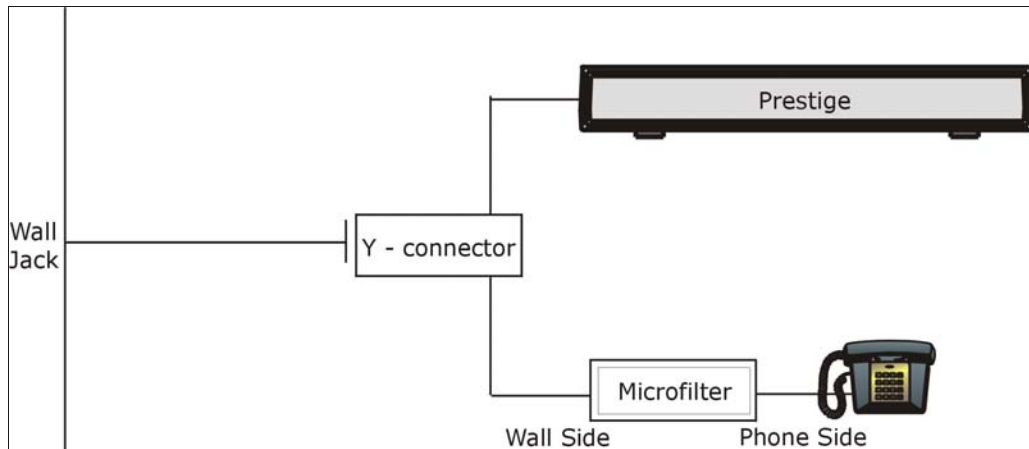 Prestige
Wall
Jack
Y - connector
Microfilter
Wall Side
Phone Side